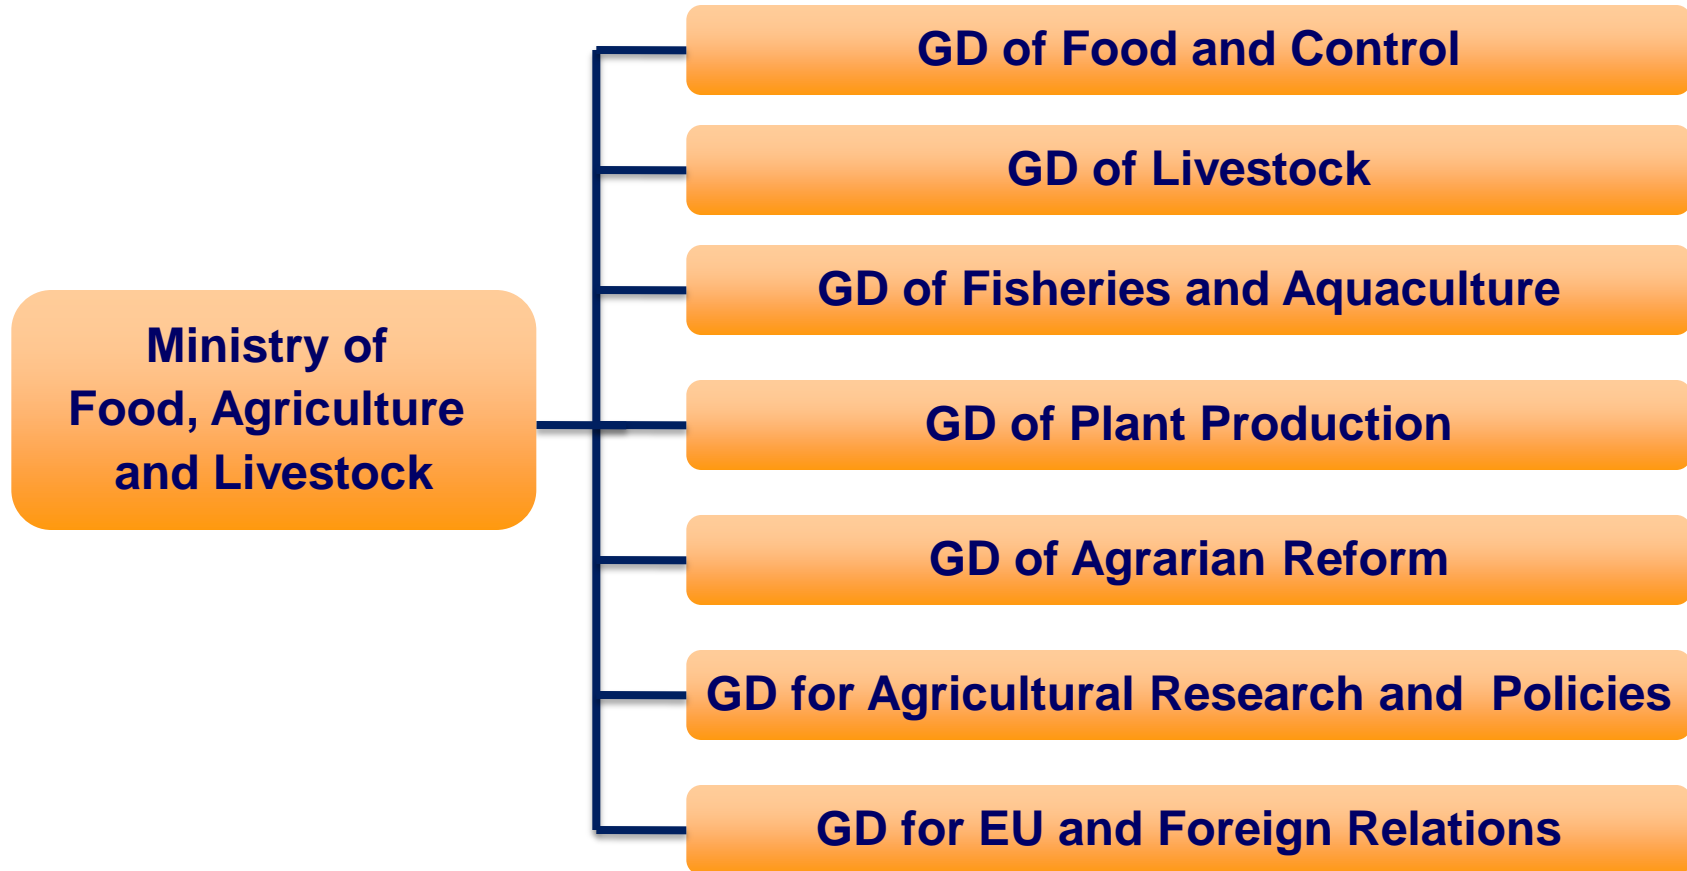 GD of Food and Control
GD of Livestock
GD of Fisheries and Aquaculture
Ministry of
Food, Agriculture
and Livestock
GD of Plant Production
GD of Agrarian Reform
GD for Agricultural Research and  Policies
GD for EU and Foreign Relations